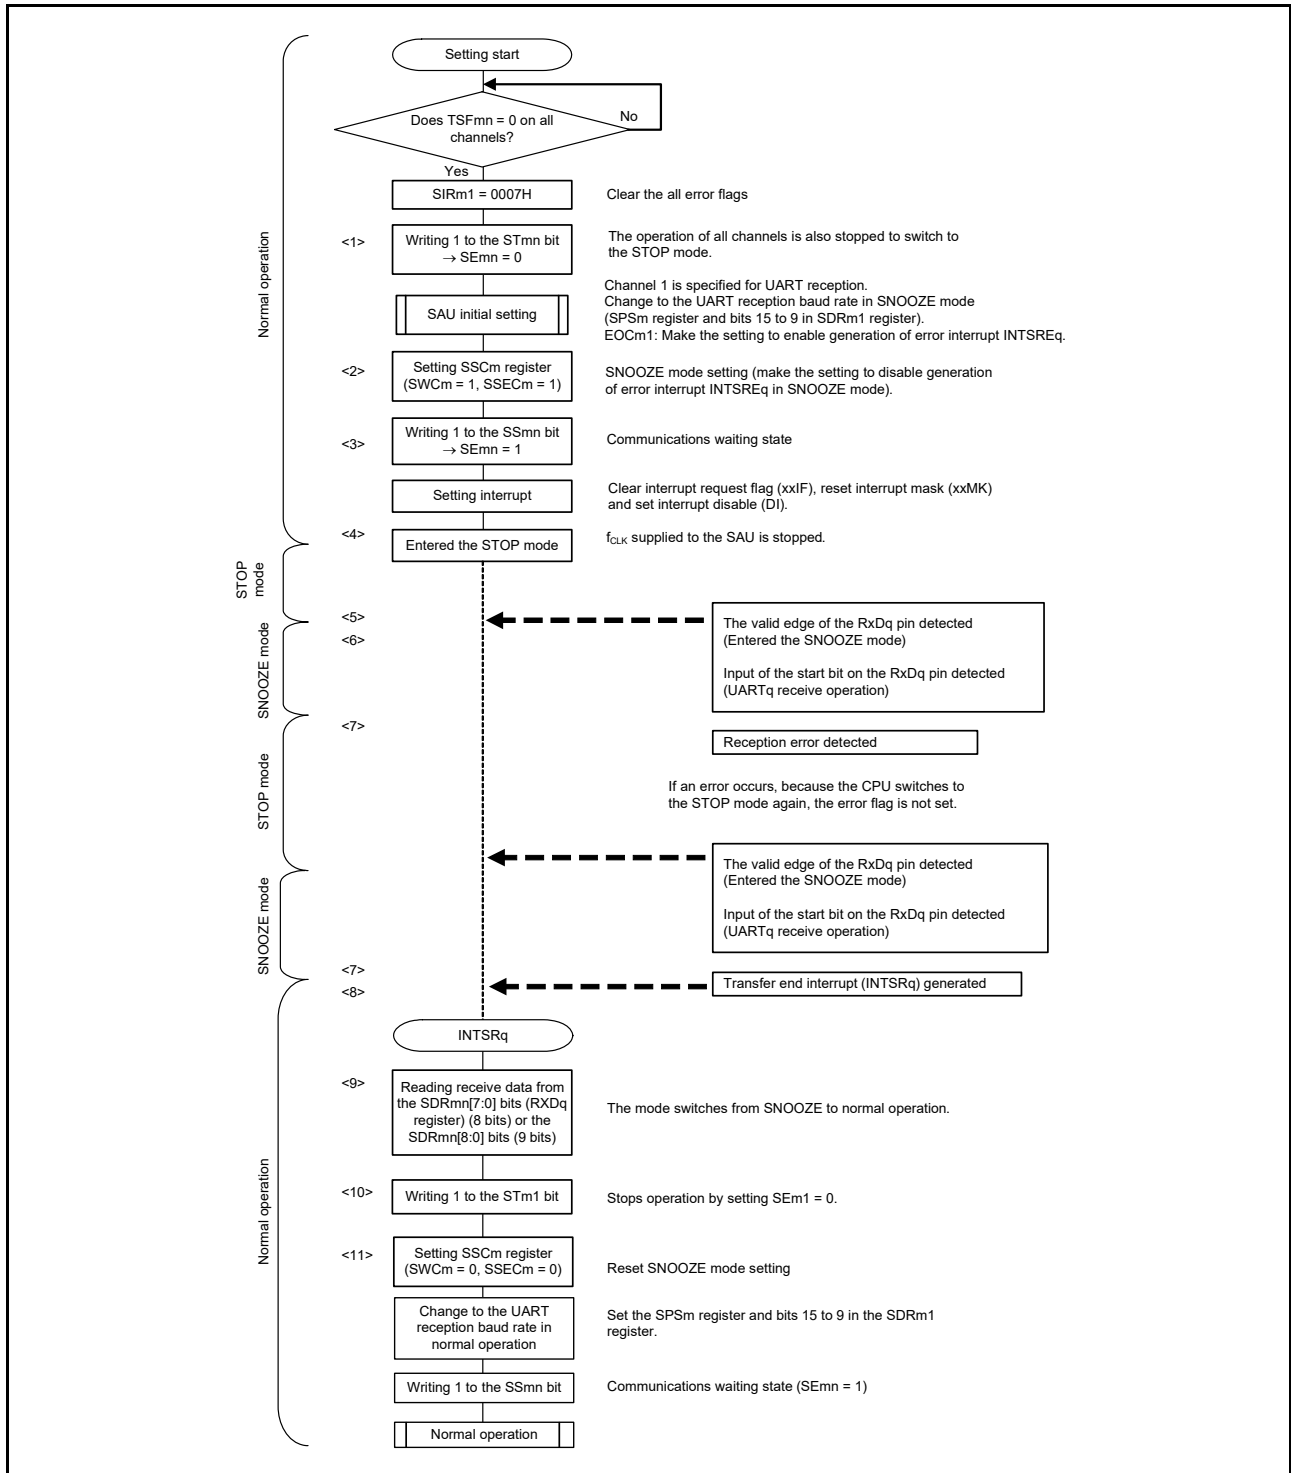 Setting start
Does TSFmn = 0 on all
channels?
No
Yes
SIRm1 = 0007H
Clear the all error flags
Normal operation
<1>
Writing 1 to the STmn bit
→ SEmn = 0
The operation of all channels is also stopped to switch to
the STOP mode.
SAU initial setting
Channel 1 is specified for UART reception.
Change to the UART reception baud rate in SNOOZE mode
(SPSm register and bits 15 to 9 in SDRm1 register).
EOCm1: Make the setting to enable generation of error interrupt INTSREq.
<2>
Setting SSCm register
(SWCm = 1, SSECm = 1)
SNOOZE mode setting (make the setting to disable generation
of error interrupt INTSREq in SNOOZE mode).
<3>
Writing 1 to the SSmn bit
→ SEmn = 1
Communications waiting state
Setting interrupt
Clear interrupt request flag (xxIF), reset interrupt mask (xxMK)
and set interrupt disable (DI).
<4>
Entered the STOP mode
fCLK supplied to the SAU is stopped.
STOP
mode
<5>
<6>
SNOOZE mode
The valid edge of the RxDq pin detected
(Entered the SNOOZE mode)
Input of the start bit on the RxDq pin detected
(UARTq receive operation)
<7>
Reception error detected
STOP mode
If an error occurs, because the CPU switches to
the STOP mode again, the error flag is not set.
The valid edge of the RxDq pin detected
(Entered the SNOOZE mode)
Input of the start bit on the RxDq pin detected
(UARTq receive operation)
SNOOZE mode
<7>
<8>
Transfer end interrupt (INTSRq) generated
INTSRq
<9>
Reading receive data from
the SDRmn[7:0] bits (RXDq
register) (8 bits) or the
SDRmn[8:0] bits (9 bits)
The mode switches from SNOOZE to normal operation.
Normal operation
<10>
Writing 1 to the STm1 bit
Stops operation by setting SEm1 = 0.
<11>
Setting SSCm register
(SWCm = 0, SSECm = 0)
Reset SNOOZE mode setting
Change to the UART
reception baud rate in
normal operation
Set the SPSm register and bits 15 to 9 in the SDRm1
register.
Writing 1 to the SSmn bit
Communications waiting state (SEmn = 1)
Normal operation